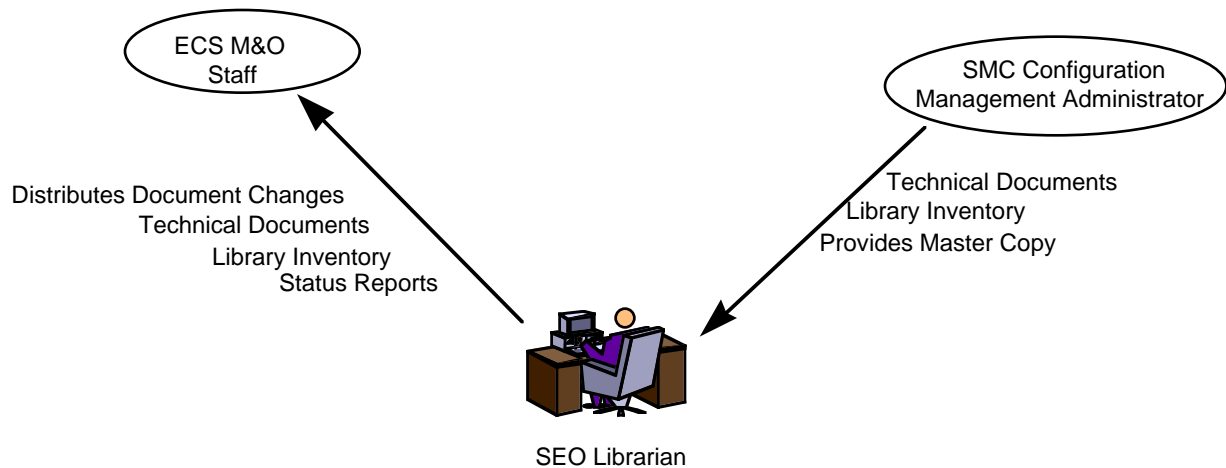 ECS M&O
Staff
SMC Configuration
Management Administrator
Distributes Document Changes
Technical Documents
Library Inventory
Status Reports
Technical Documents
Library Inventory
Provides Master Copy
SEO Librarian